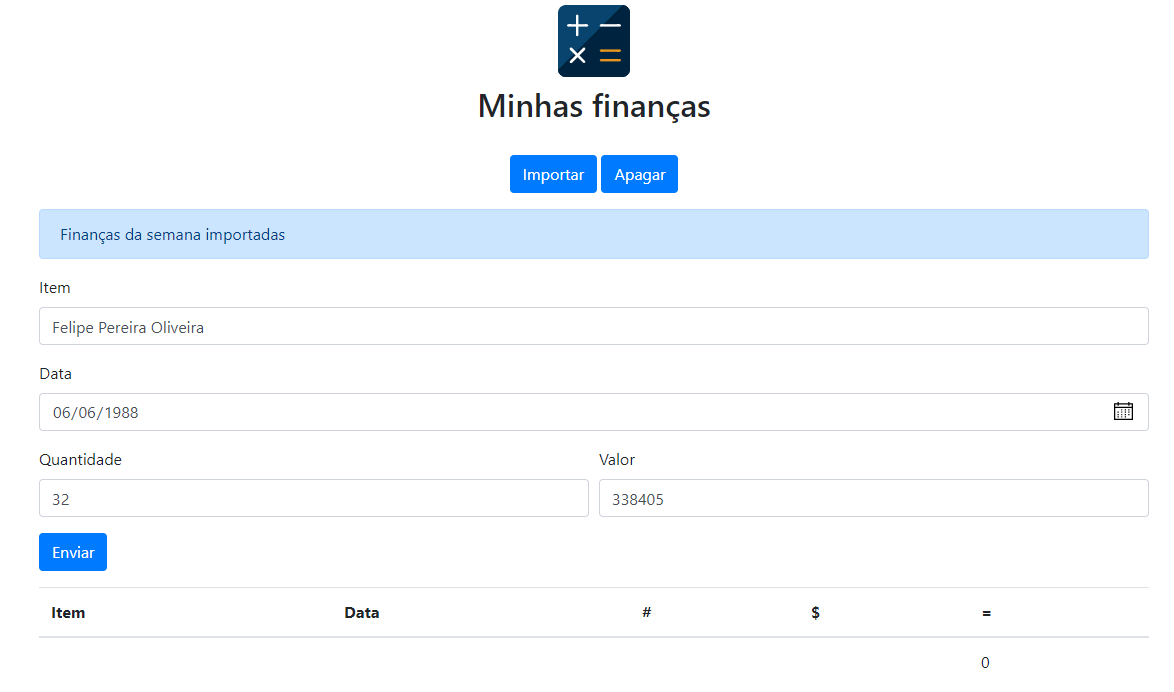 Minhas finanças
Importar Apagar
Finanças da semana importadas
Item
Felipe Pereira Oliveira
Data
06/06/1988
Quantidade Valor
32 338405
Enviar
Item Data # $ =
0